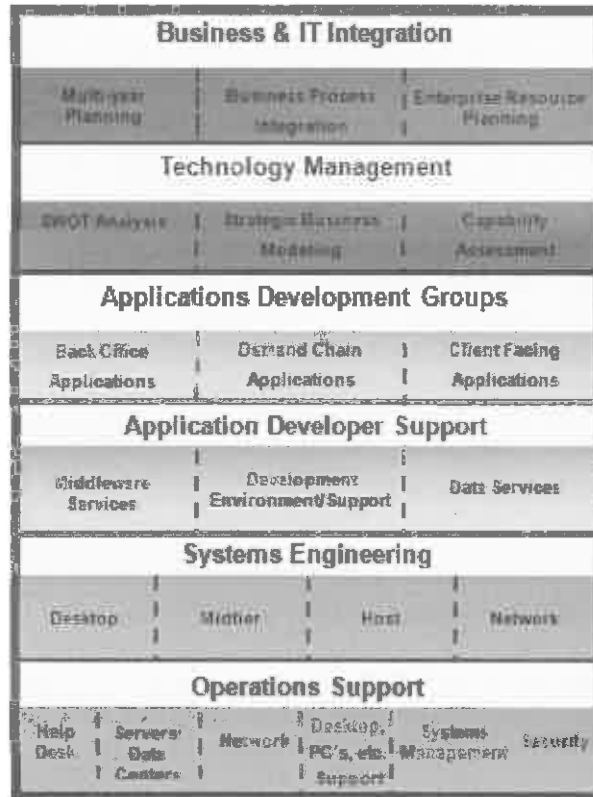 Business & IT Integration
Multi-year Business Process Enterprise Resource
Planning Integration Planning
Technology Management
SWOT Analysis Strategic Business Capability
Modeling Assessment
Applications Development Groups
Back Office Demand Chain Client Facing
Applications Applications Applications
Application Developer Support
Middleware Development Data Services
Services Environment/Support
Systems Engineering
Desktop Midtier Host Network
Operations Support
Help Servers/ Network Desktop, Systems Security
Desk Data PC's, etc. Management
Centers Support